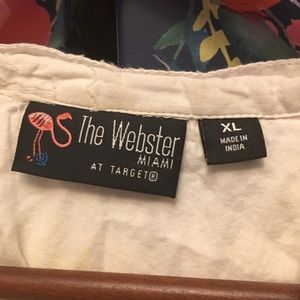 The Webster
MIAMI
AT TARGET®
XL
MADE IN
INDIA